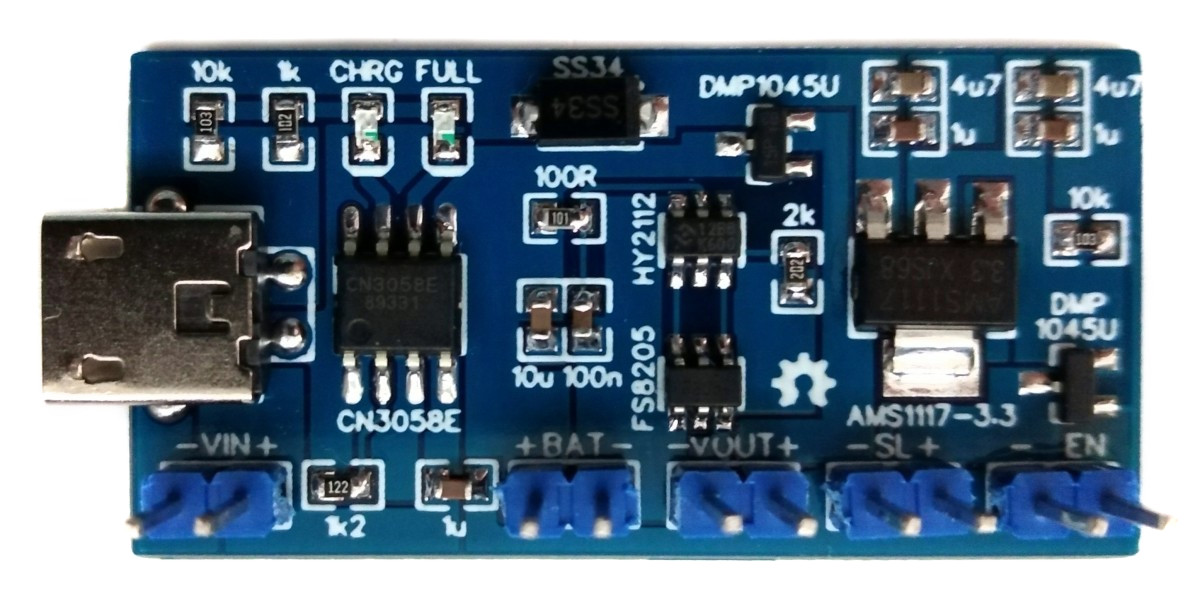 10k
1k
CHRG
FULL
SS34
SS34
DMP1045U
4u7
4u7
1u
1u
103
102
100R
101
HY2112
2k
202
10k
103
CN3058E
89331
AMS1117
3.3
DMP
1045U
10u
100n
FS8205
CN3058E
AMS1117-3.3
-VIN+
+BAT-
-VOUT+
-SL+
- EN
122
1k2
1u